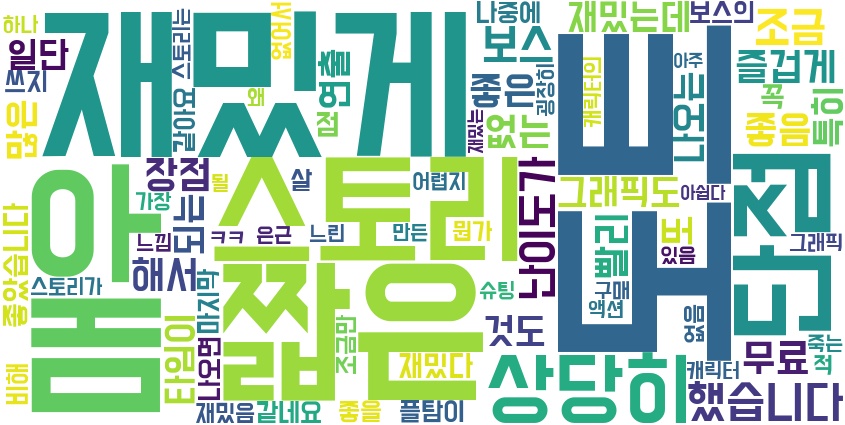 하나
재밌게
일단
쓰지
많은
스토리는
같아요
없어서
왜
연출
점
나중에
보스
좋은
굉장히
없는
재밌는
재밌는데
보스의
조금
아주
즐겁게
꼭
좋음
특히
캐릭터의
나온다
아
봄
스토리
짧은
장점
될
살
가장
되는
어렵지
느낌
ㅋㅋ
은근
느린
만든
뭔가
해서
스토리가
좋았습니다
마지막
타임이
나오면
조금만
비해
재밌음
같네요
좋을
플탐이
재밌다
난이도가
그래픽도
아쉽다
빨리
버
있음
그래픽
슈팅
구매
액션
것도
없음
죽는
적
무료
캐릭터
상당히
했습니다